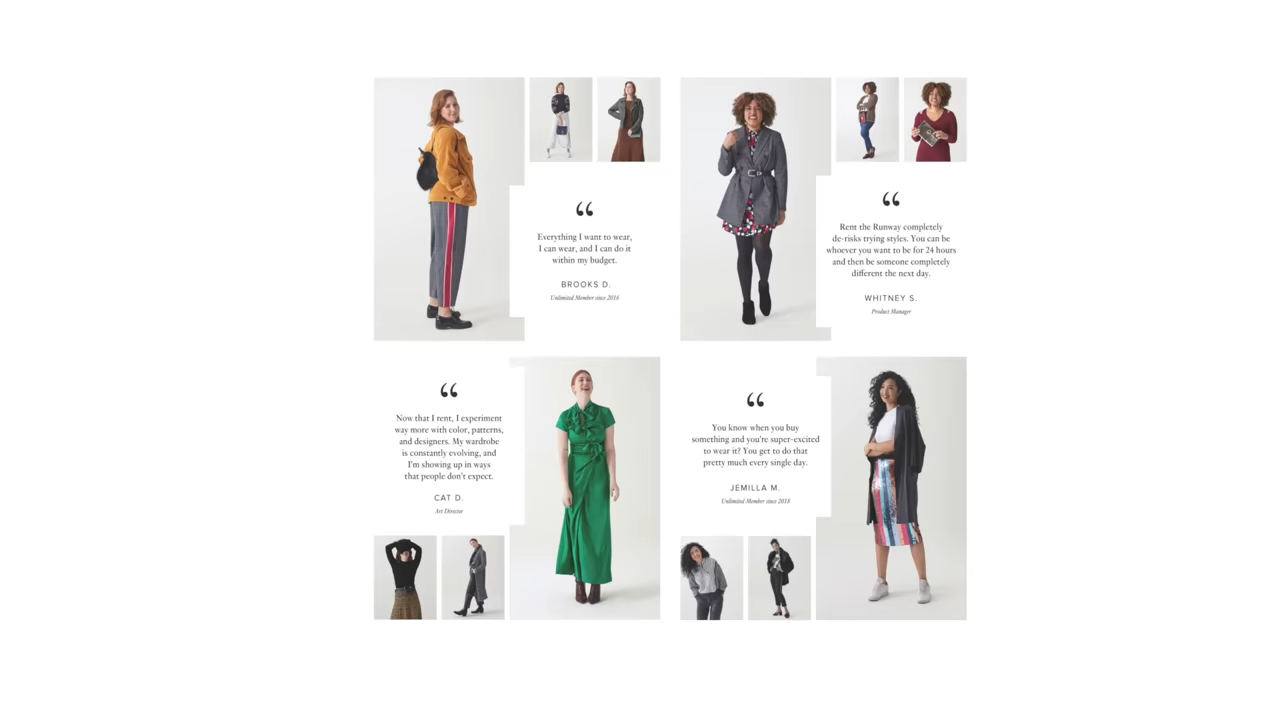 “
Everything I want to wear,
I can wear, and I can do it
within my budget.
BROOKS D.
Unlimited Member since 2016
“
Rent the Runway completely
de-risks trying styles. You can be
whoever you want to be for 24 hours
and then be someone completely
different the next day.
WHITNEY S.
Product Manager
“
Now that I rent, I experiment
way more with color, patterns,
and designers. My wardrobe
is constantly evolving, and
I'm showing up in ways
that people don't expect.
CAT D.
Art Director
“
You know when you buy
something and you're super-excited
to wear it? You get to do that
pretty much every single day.
JEMILLA M.
Unlimited Member since 2018